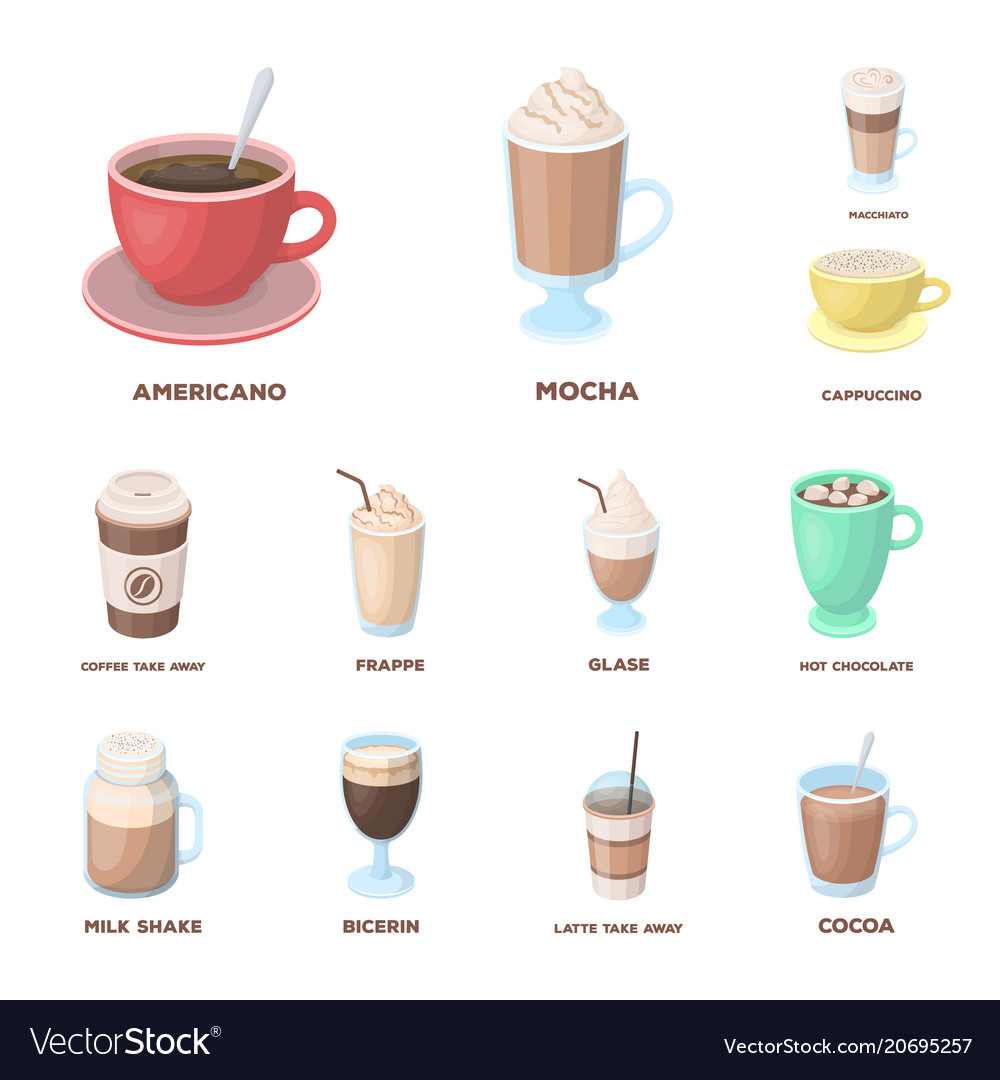 MACCHIATO
AMERICANO
MOCHA
CAPPUCCINO
COFFEE TAKE AWAY
FRAPPE
GLASE
HOT CHOCOLATE
MILK SHAKE
BICERIN
LATTE TAKE AWAY
COCOA
VectorStock®
VectorStock.com/20695257